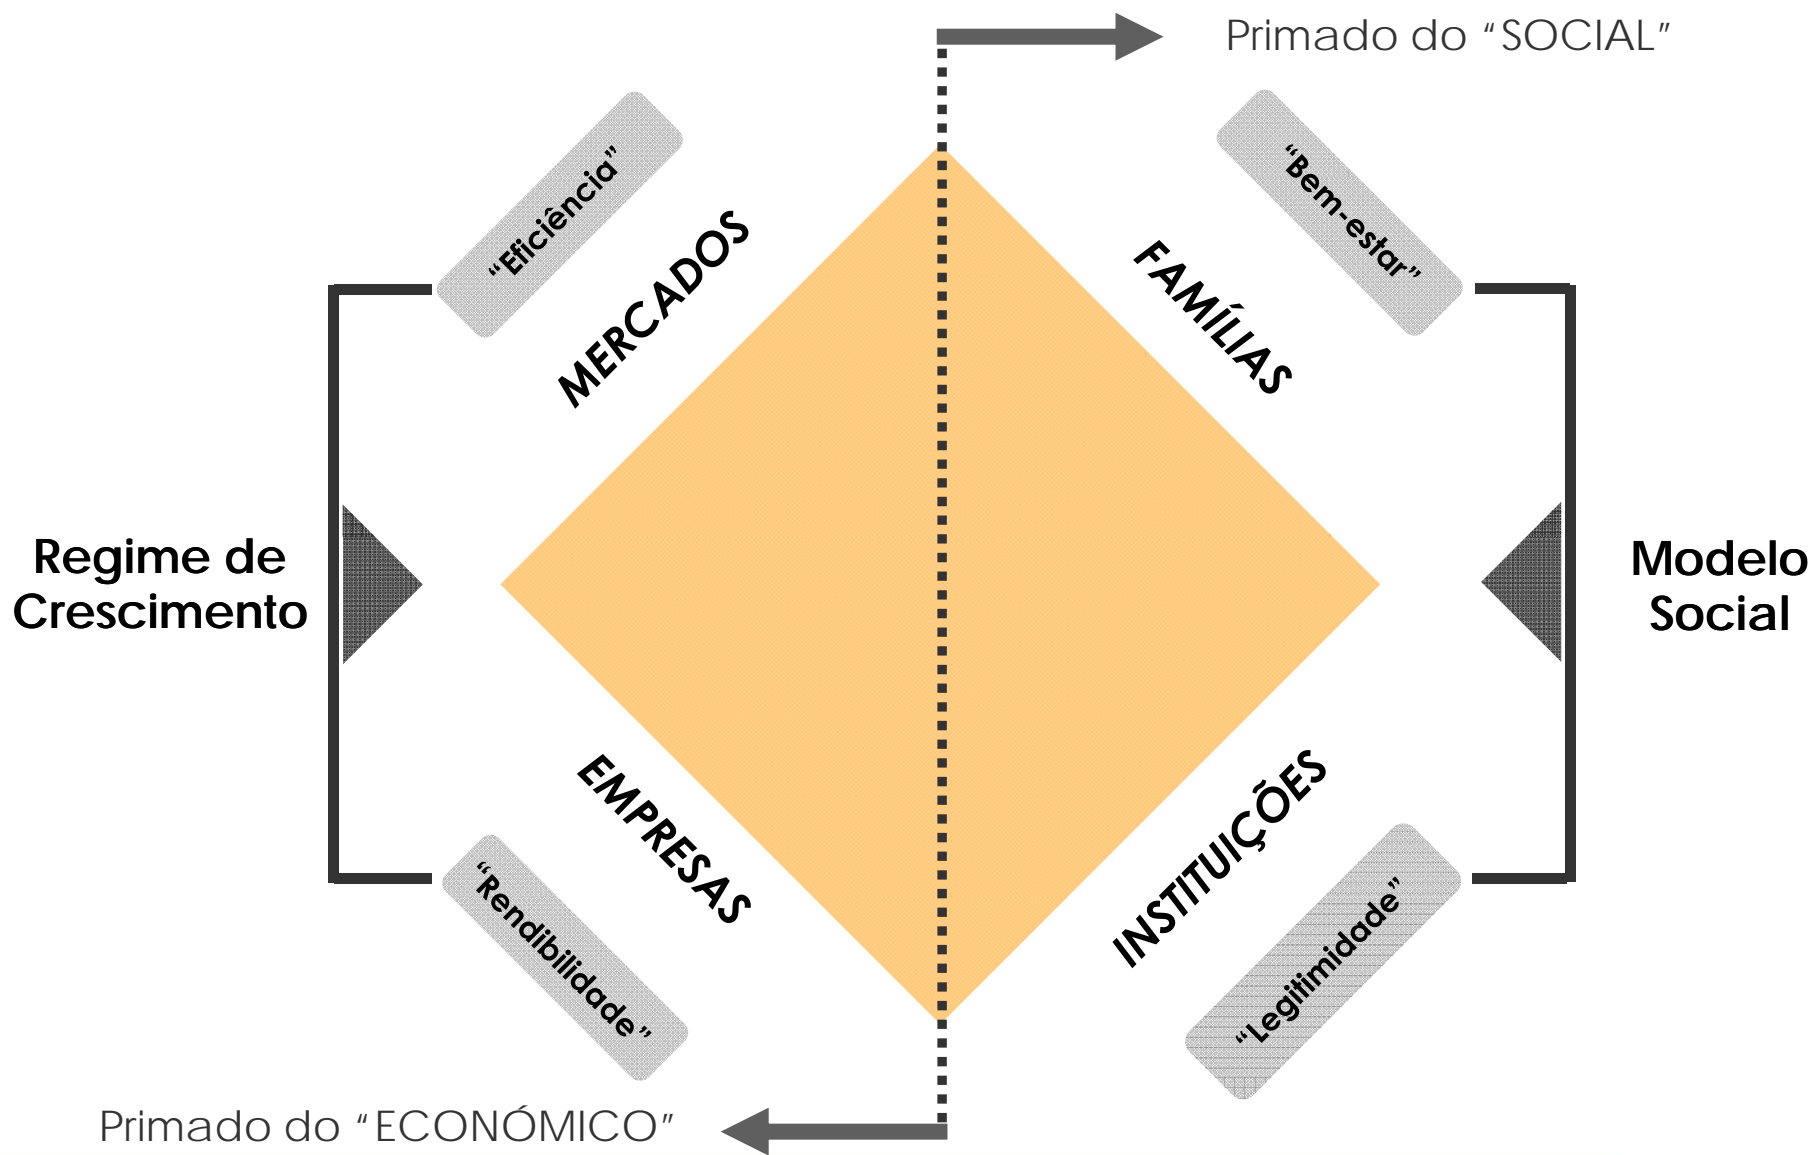 Primado do “SOCIAL”
“Eficiência”
“Bem-estar”
MERCADOS
FAMÍLIAS
Regime de
Crescimento
Modelo
Social
EMPRESAS
INSTITUIÇÕES
“Rendibilidade”
“Legitimidade”
Primado do “ECONÓMICO”